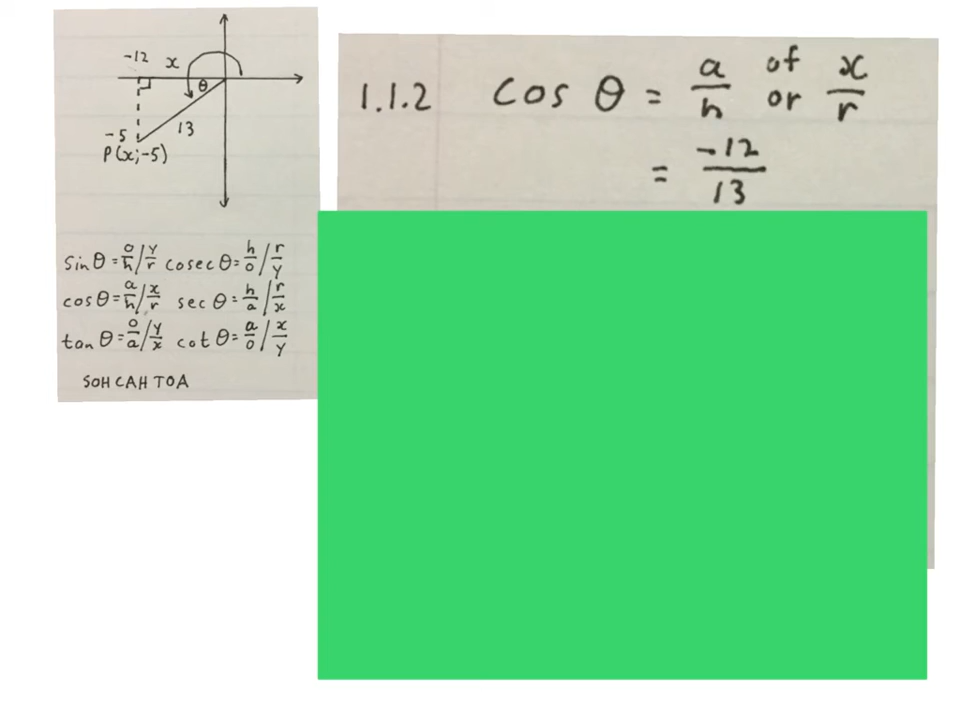 -12 x
θ
13
-5
P(x;-5)
sin θ = o/h / y/r cosec θ = h/o / r/y
cos θ = a/h / x/r sec θ = h/a / r/x
tan θ = o/a / y/x cot θ = a/o / x/y
SOH CAH TOA
1.1.2 cos θ = a/h of x/r
or
= -12/13